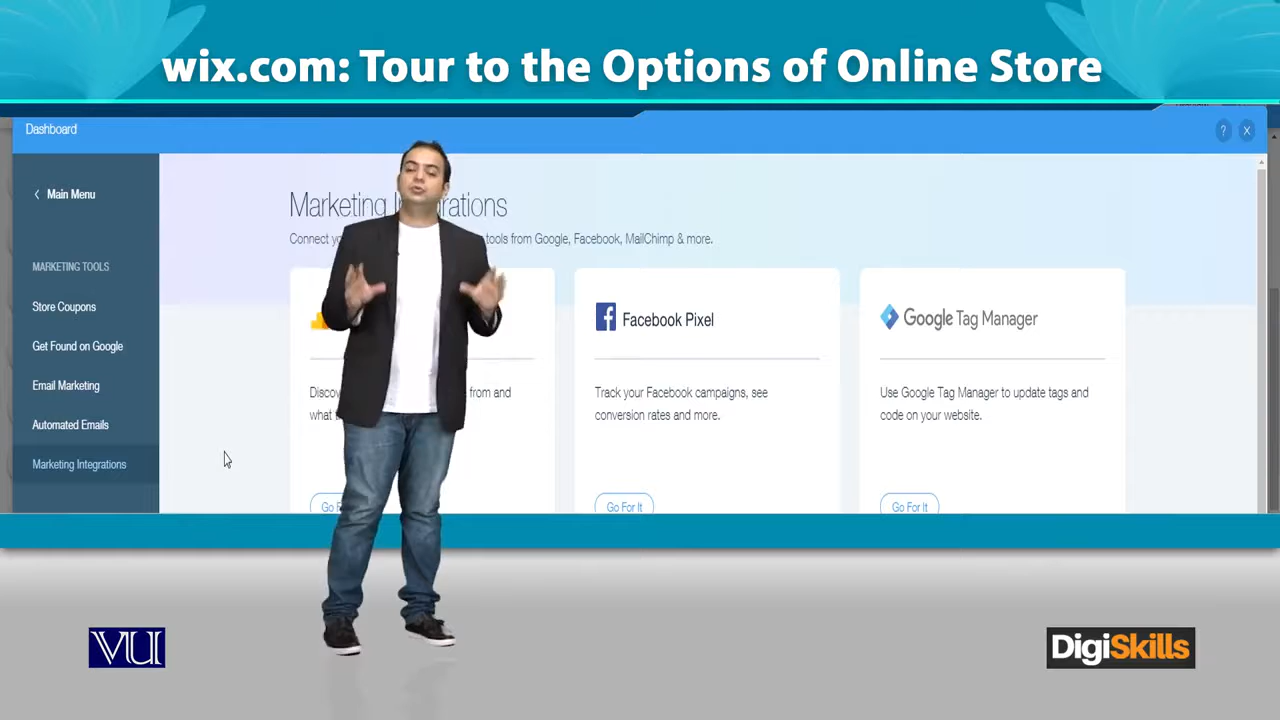 wix.com: Tour to the Options of Online Store
Dashboard
? X
Main Menu
Marketing
Connect tools from Google, Facebook, MailChimp & more.
MARKETING TOOLS
Store Coupons
Get Found on Google
Email Marketing
Automated Emails
Marketing Integrations
Facebook Pixel
Google Tag Manager
from and
what
Track your Facebook campaigns, see
conversion rates and more.
Use Google Tag Manager to update tags and
code on your website.
Go
Go For It
Go For It
VU
DigiSkills